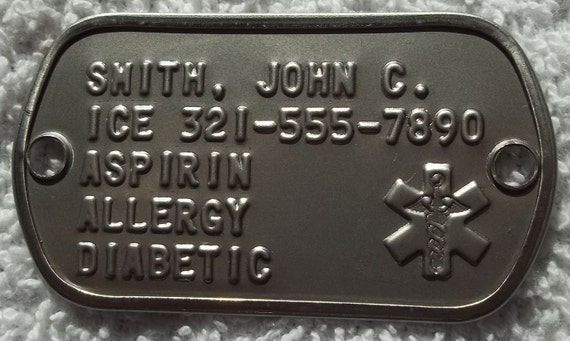 SMITH, JOHN C.
ICE 321-555-7890
ASPIRIN
ALLERGY
DIABETIC